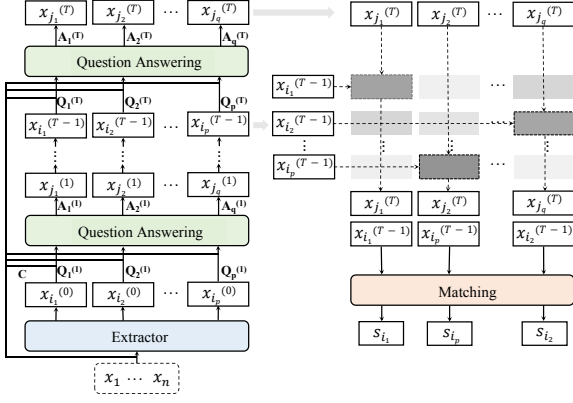 x_{j_1}^{(T)} x_{j_2}^{(T)} ⋯ x_{j_q}^{(T)}
A_1^{(T)} A_2^{(T)} A_q^{(T)}
Question Answering
Q_1^{(T)} Q_2^{(T)} Q_p^{(T)}
x_{i_1}^{(T−1)} x_{i_2}^{(T−1)} ⋯ x_{i_p}^{(T−1)}
x_{j_1}^{(1)} x_{j_2}^{(1)} ⋯ x_{j_q}^{(1)}
A_1^{(1)} A_2^{(1)} A_q^{(1)}
Question Answering
C Q_1^{(1)} Q_2^{(1)} Q_p^{(1)}
x_{i_1}^{(0)} x_{i_2}^{(0)} ⋯ x_{i_p}^{(0)}
Extractor
x_1 ⋯ x_n
x_{j_1}^{(T)} x_{j_2}^{(T)} ⋯ x_{j_q}^{(T)}
x_{i_1}^{(T−1)}
x_{i_2}^{(T−1)}
x_{i_p}^{(T−1)}
x_{j_1}^{(T)} x_{j_2}^{(T)} x_{j_q}^{(T)}
x_{i_1}^{(T−1)} x_{i_p}^{(T−1)} x_{i_2}^{(T−1)}
Matching
s_{i_1} s_{i_p} s_{i_2}